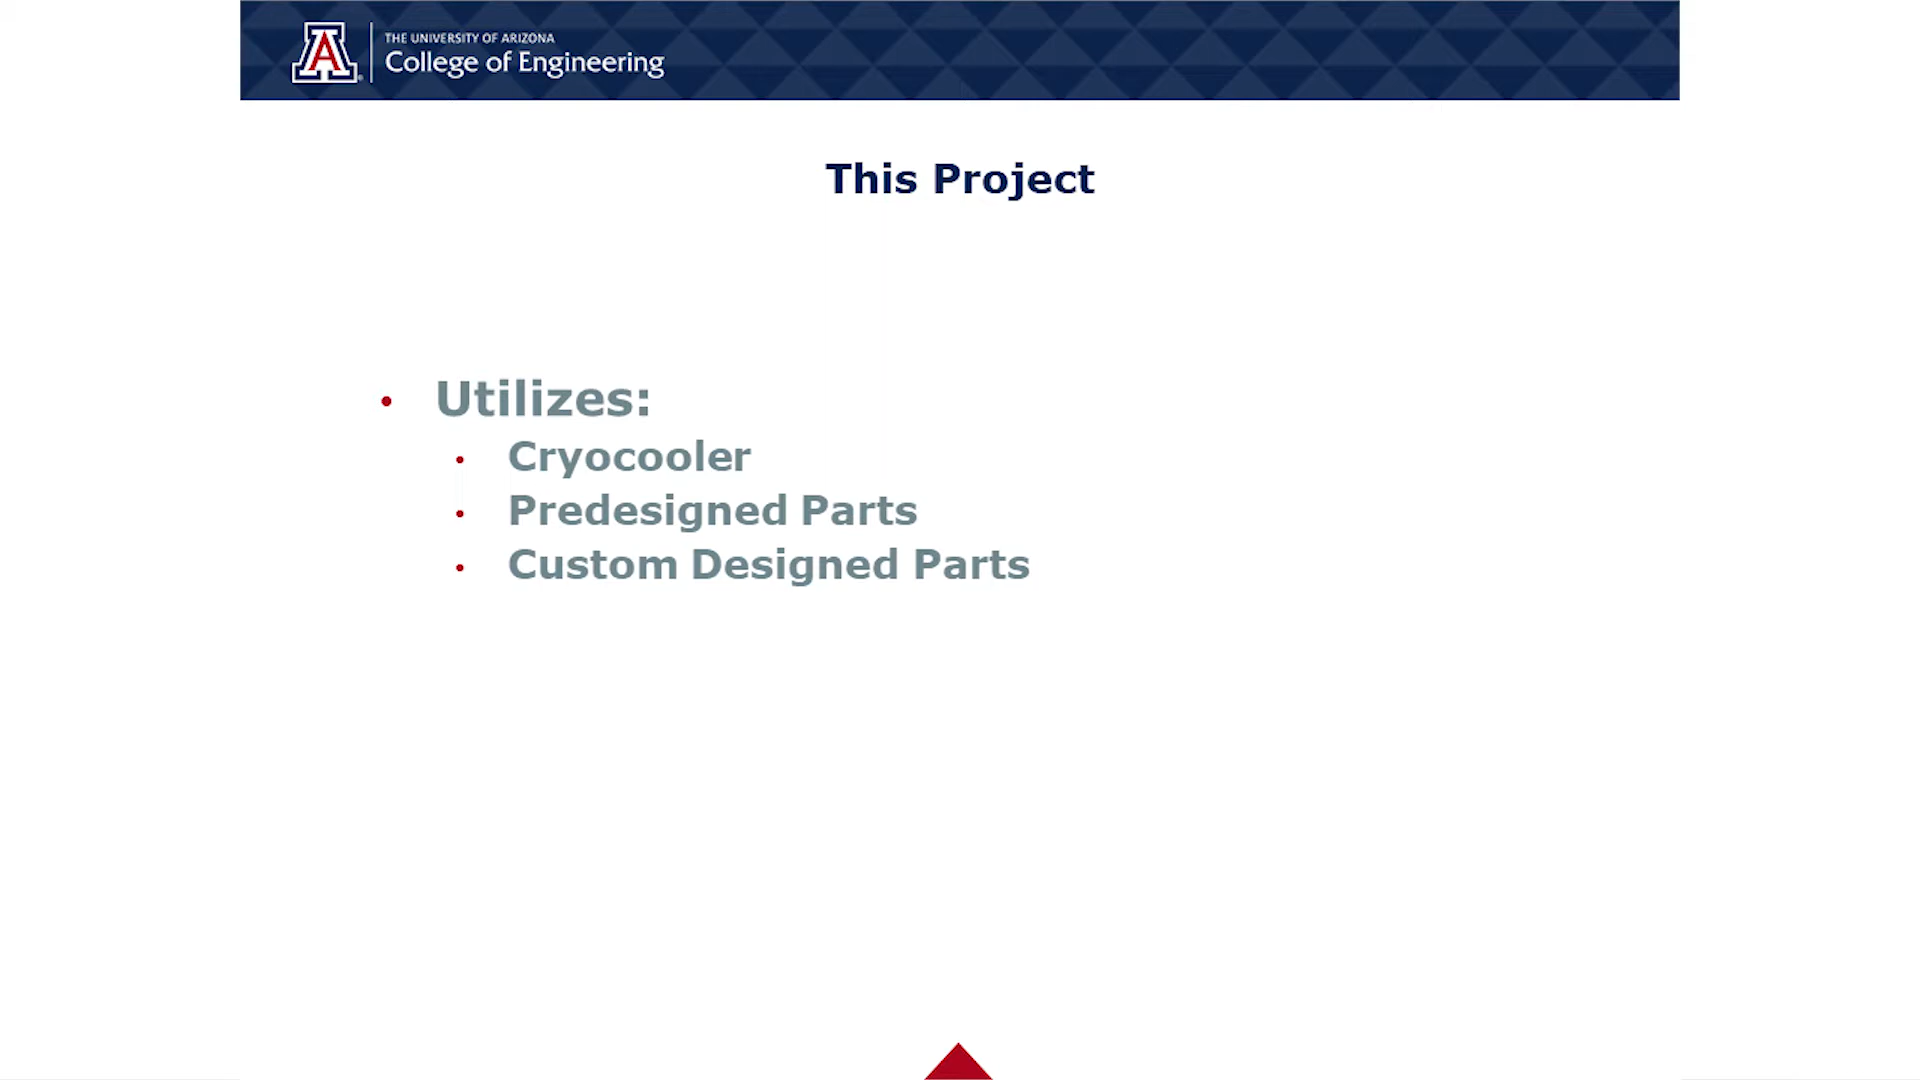 A
THE UNIVERSITY OF ARIZONA
College of Engineering
This Project
• Utilizes:
• Cryocooler
• Predesigned Parts
• Custom Designed Parts